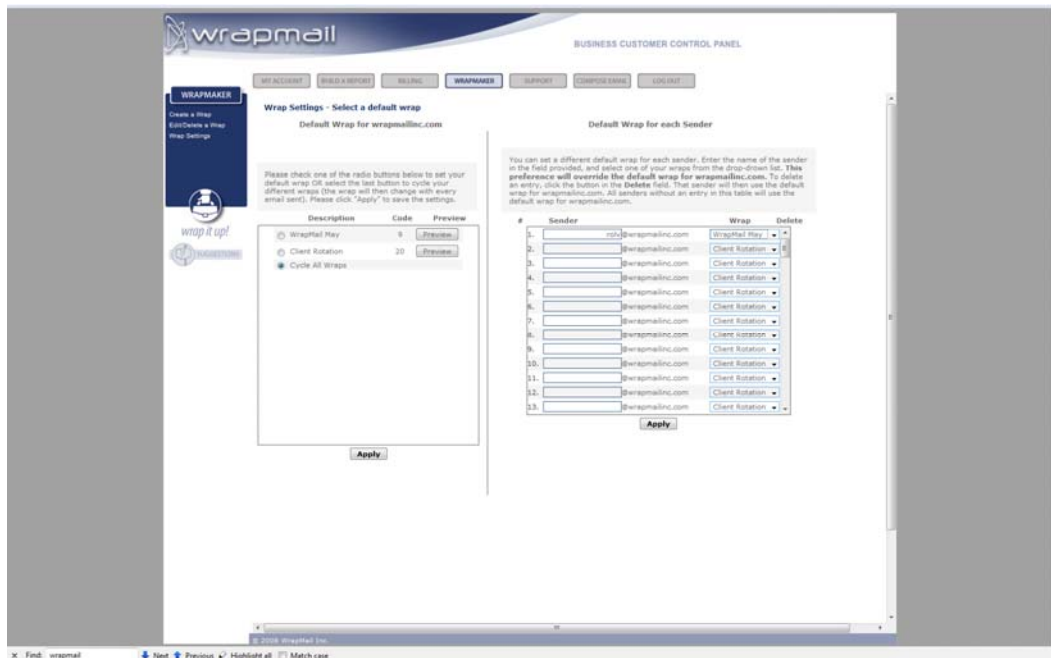 wrapmail
BUSINESS CUSTOMER CONTROL PANEL
MY ACCOUNT
BUILD A REPORT
BILLING
WRAPMAKER
SUPPORT
COMPOSE EMAIL
LOG OUT
WRAPMAKER
Create a Wrap
Edit/Delete a Wrap
Wrap Settings
wrap it up!
SUGGESTIONS
Wrap Settings - Select a default wrap
Default Wrap for wrapmailinc.com
Please check one of the radio buttons below to set your
default wrap OR select the last button to cycle your
different wraps (the wrap will then change with every
email sent). Please click "Apply" to save the settings.
Description Code Preview
WrapMail May 9 Preview
Client Rotation 20 Preview
Cycle All Wraps
Apply
Default Wrap for each Sender
You can set a different default wrap for each sender. Enter the name of the sender
in the field provided, and select one of your wraps from the drop-drown list. This
preference will override the default wrap for wrapmailinc.com. To delete
an entry, click the button in the Delete field. That sender will then use the default
wrap for wrapmailinc.com. All senders without an entry in this table will use the
default wrap for wrapmailinc.com.
# Sender Wrap Delete
1. rolv @wrapmailinc.com WrapMail May
2. @wrapmailinc.com Client Rotation
3. @wrapmailinc.com Client Rotation
4. @wrapmailinc.com Client Rotation
5. @wrapmailinc.com Client Rotation
6. @wrapmailinc.com Client Rotation
7. @wrapmailinc.com Client Rotation
8. @wrapmailinc.com Client Rotation
9. @wrapmailinc.com Client Rotation
10. @wrapmailinc.com Client Rotation
11. @wrapmailinc.com Client Rotation
12. @wrapmailinc.com Client Rotation
13. @wrapmailinc.com Client Rotation
Apply
© 2008 WrapMail Inc.
x Find: wrapmail Next Previous Highlight all Match case